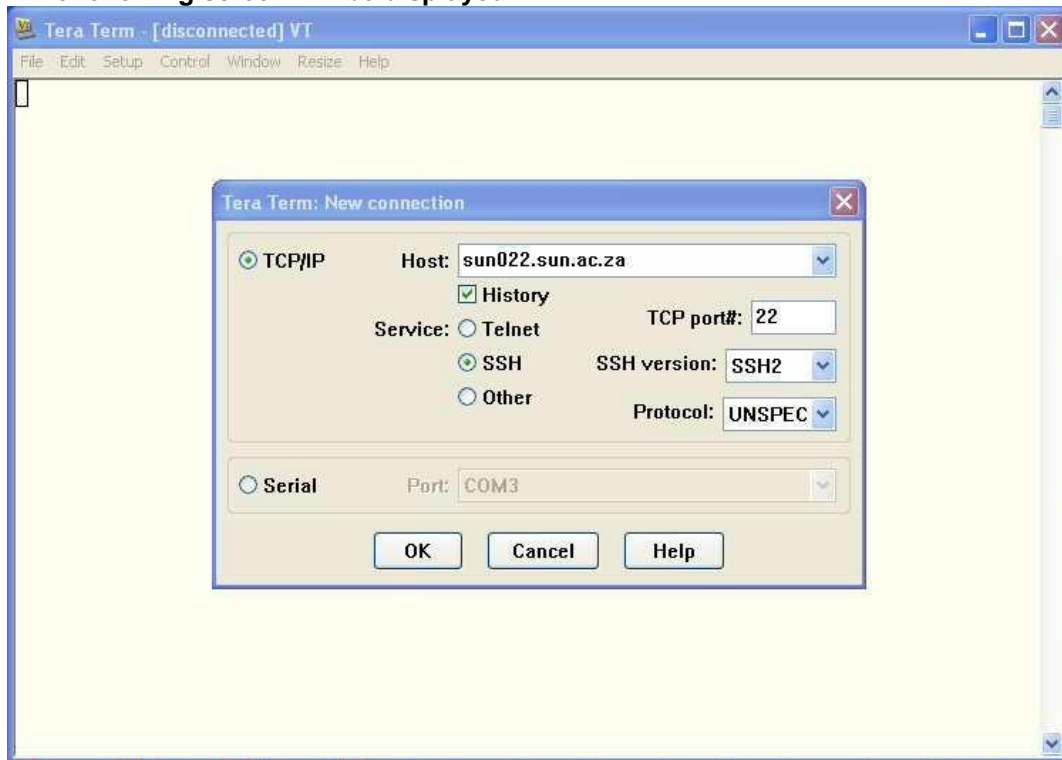 Tera Term - [disconnected] VT
File Edit Setup Control Window Resize Help
Tera Term: New connection
TCP/IP Host: sun022.sun.ac.za
History
Service: Telnet TCP port#: 22
SSH SSH version: SSH2
Other Protocol: UNSPEC
Serial Port: COM3
OK Cancel Help